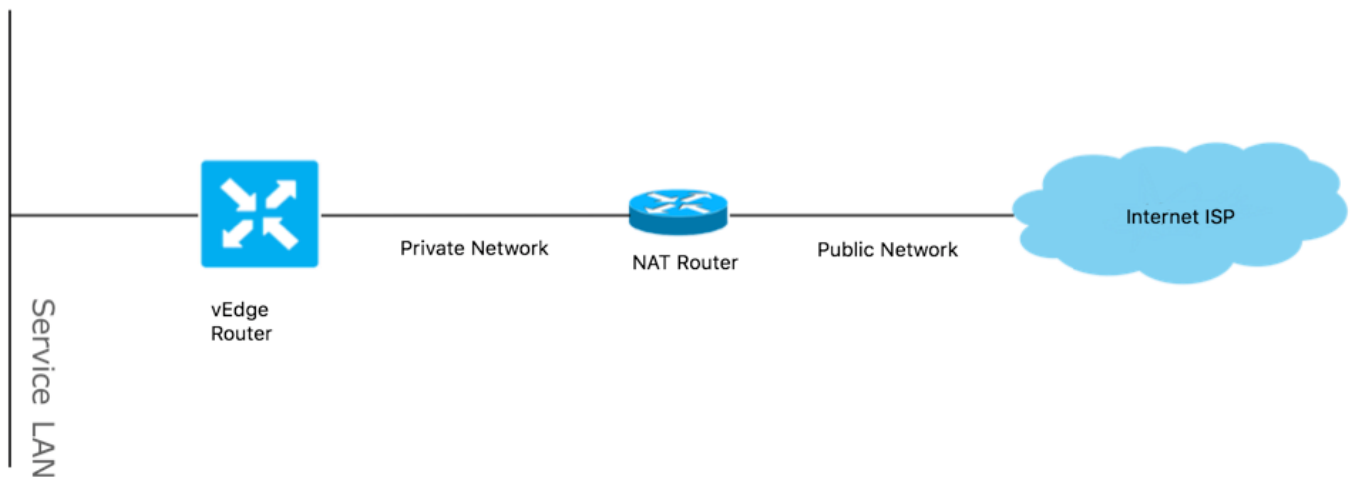 Service LAN
vEdge
Router
Private Network
NAT Router
Public Network
Internet ISP